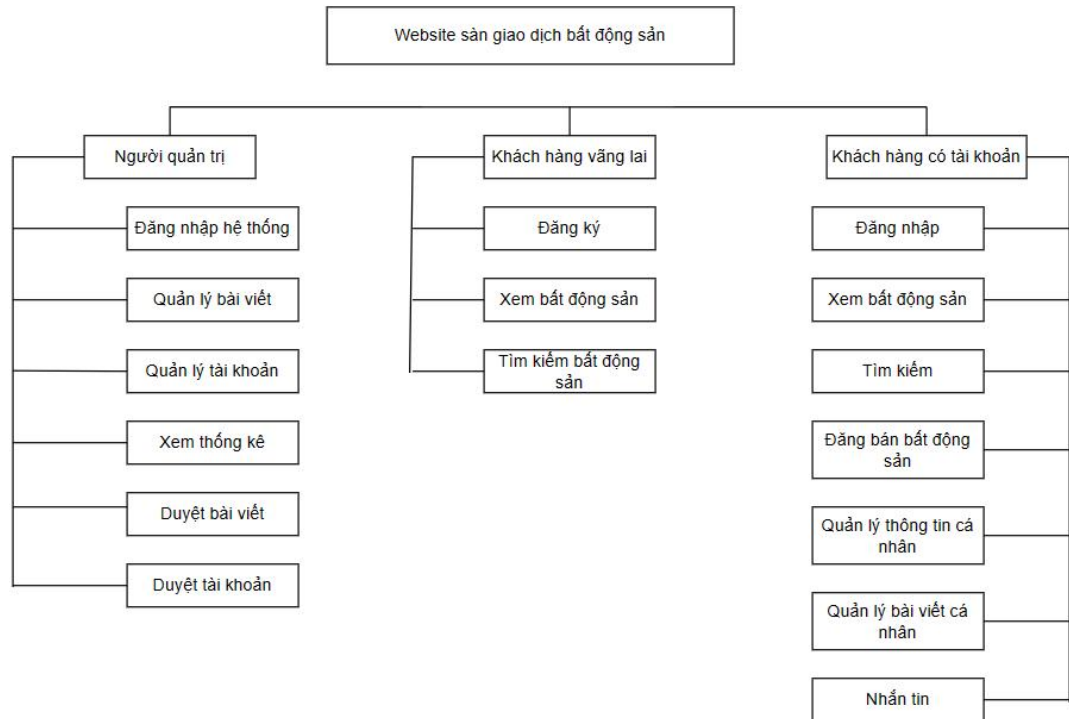 Website sàn giao dịch bất động sản
Người quản trị
Đăng nhập hệ thống
Quản lý bài viết
Quản lý tài khoản
Xem thống kê
Duyệt bài viết
Duyệt tài khoản
Khách hàng vãng lai
Đăng ký
Xem bất động sản
Tìm kiếm bất động
sản
Khách hàng có tài khoản
Đăng nhập
Xem bất động sản
Tìm kiếm
Đăng bán bất động
sản
Quản lý thông tin cá
nhân
Quản lý bài viết cá
nhân
Nhắn tin